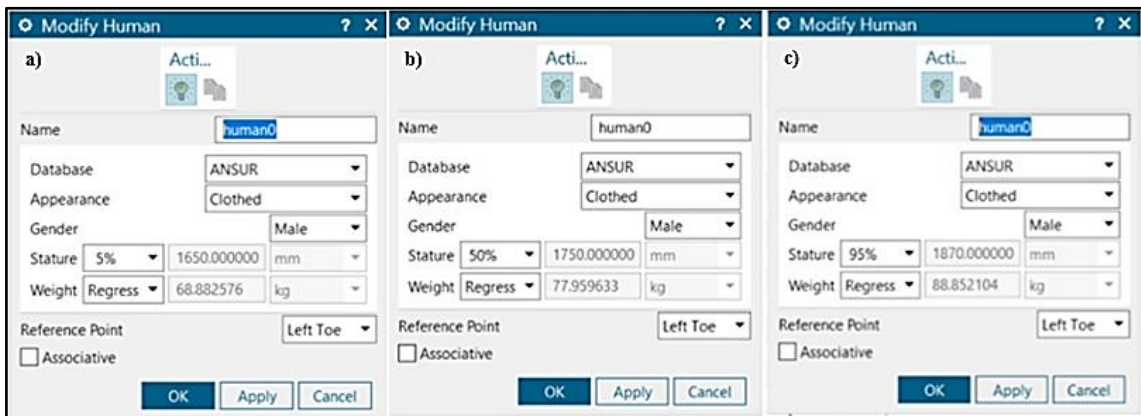 Modify Human ? X
a) Acti...
Name human0
Database ANSUR
Appearance Clothed
Gender Male
Stature 5% 1650.000000 mm
Weight Regress 68.882576 kg
Reference Point Left Toe
Associative
OK Apply Cancel
Modify Human ? X
b) Acti...
Name human0
Database ANSUR
Appearance Clothed
Gender Male
Stature 50% 1750.000000 mm
Weight Regress 77.959633 kg
Reference Point Left Toe
Associative
OK Apply Cancel
Modify Human ? X
c) Acti...
Name human0
Database ANSUR
Appearance Clothed
Gender Male
Stature 95% 1870.000000 mm
Weight Regress 88.852104 kg
Reference Point Left Toe
Associative
OK Apply Cancel